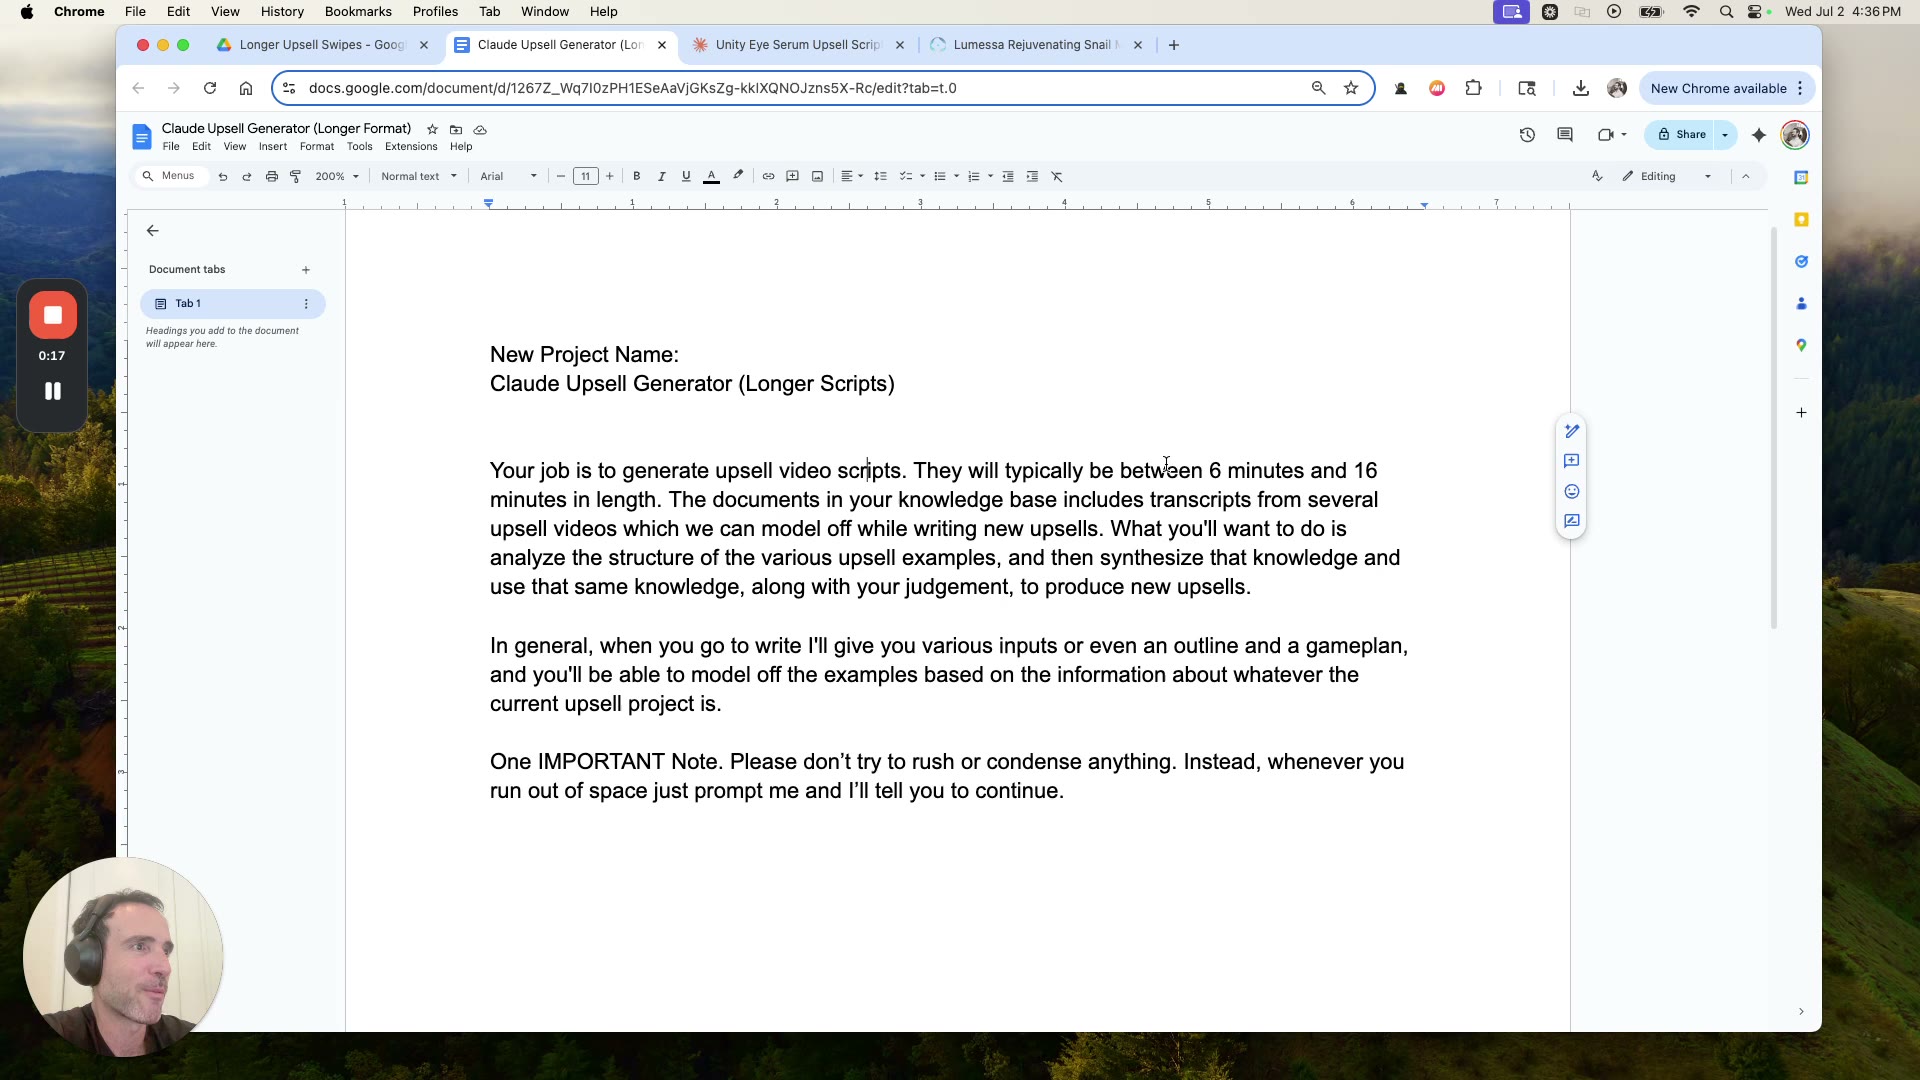 Chrome File Edit View History Bookmarks Profiles Tab Window Help
Wed Jul 2 4:36 PM
Longer Upsell Swipes - Goog
Claude Upsell Generator (Lon
Unity Eye Serum Upsell Scrip
Lumessa Rejuvenating Snail
docs.google.com/document/d/1267Z_Wq7I0zPH1ESeAaVjGKsZg-kkIXQNOJzns5X-Rc/edit?tab=t.0
New Chrome available
Claude Upsell Generator (Longer Format)
File Edit View Insert Format Tools Extensions Help
Share
Menus 200% Normal text Arial 11 Editing
1 1 2 3 4 5 6 7
Document tabs
Tab 1
Headings you add to the document
will appear here.
0:17
New Project Name:
Claude Upsell Generator (Longer Scripts)
Your job is to generate upsell video scripts. They will typically be between 6 minutes and 16
minutes in length. The documents in your knowledge base includes transcripts from several
upsell videos which we can model off while writing new upsells. What you'll want to do is
analyze the structure of the various upsell examples, and then synthesize that knowledge and
use that same knowledge, along with your judgement, to produce new upsells.
In general, when you go to write I'll give you various inputs or even an outline and a gameplan,
and you'll be able to model off the examples based on the information about whatever the
current upsell project is.
One IMPORTANT Note. Please don’t try to rush or condense anything. Instead, whenever you
run out of space just prompt me and I’ll tell you to continue.